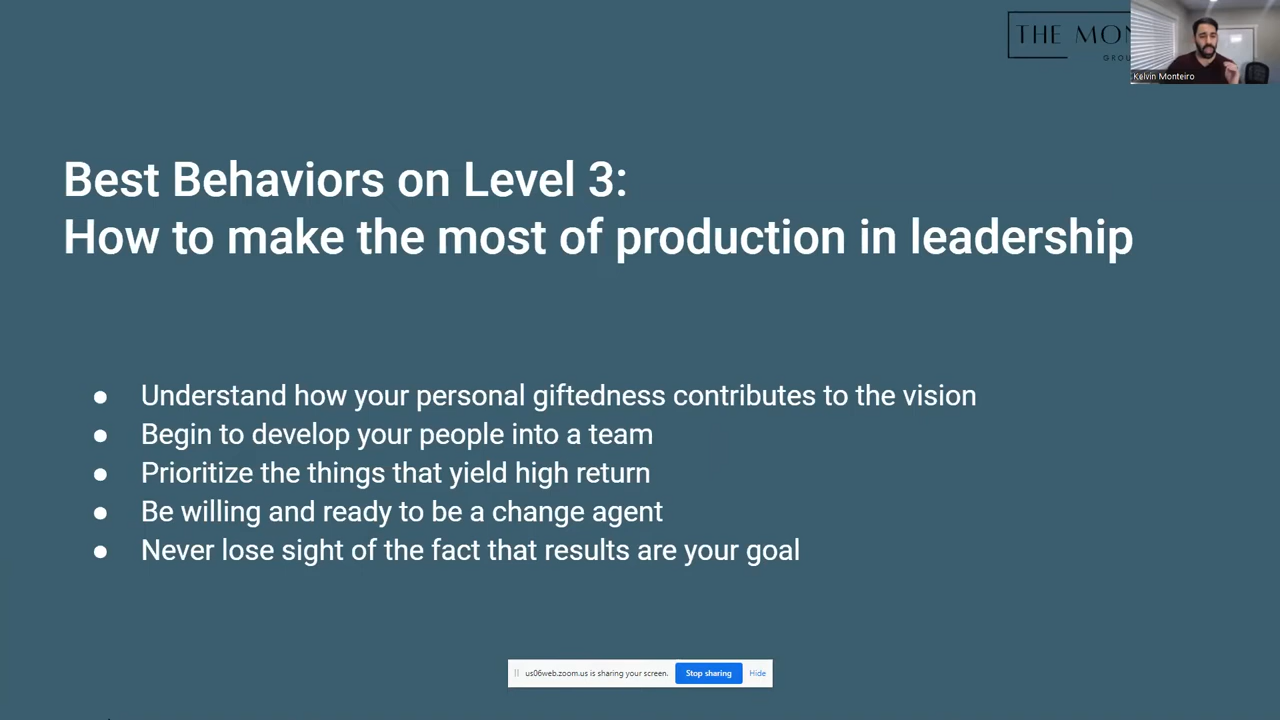 THE MON
GROU
Kelvin Monteiro
Best Behaviors on Level 3:
How to make the most of production in leadership
● Understand how your personal giftedness contributes to the vision
● Begin to develop your people into a team
● Prioritize the things that yield high return
● Be willing and ready to be a change agent
● Never lose sight of the fact that results are your goal
us06web.zoom.us is sharing your screen. Stop sharing Hide